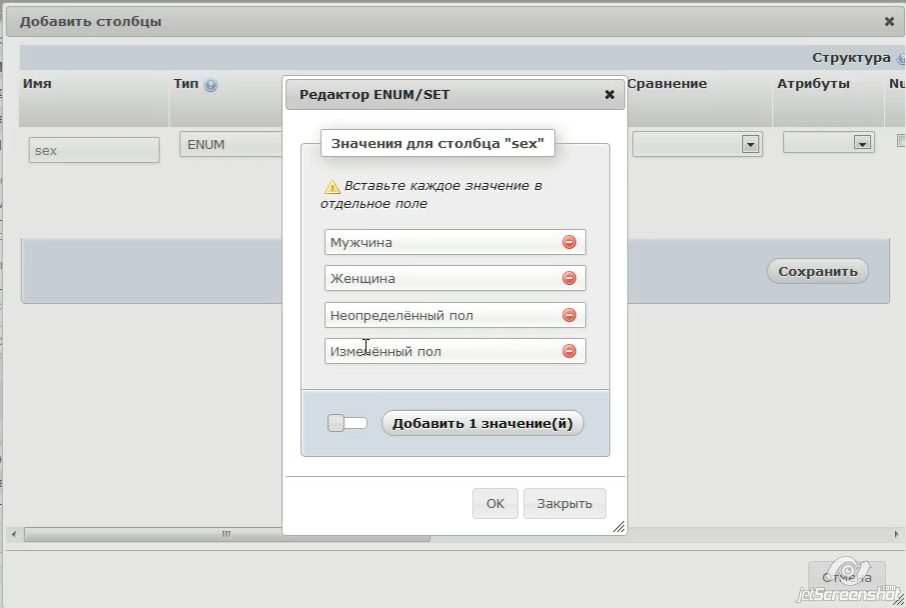 Добавить столбцы
Структура
Имя
Тип
Сравнение
Атрибуты
Nu
sex
ENUM
Редактор ENUM/SET
Значения для столбца "sex"
Вставьте каждое значение в
отдельное поле
Мужчина
Женщина
Неопределённый пол
Изменённый пол
Добавить 1 значение(й)
Сохранить
OK
Закрыть
Отмена
jetScreenshot
.com